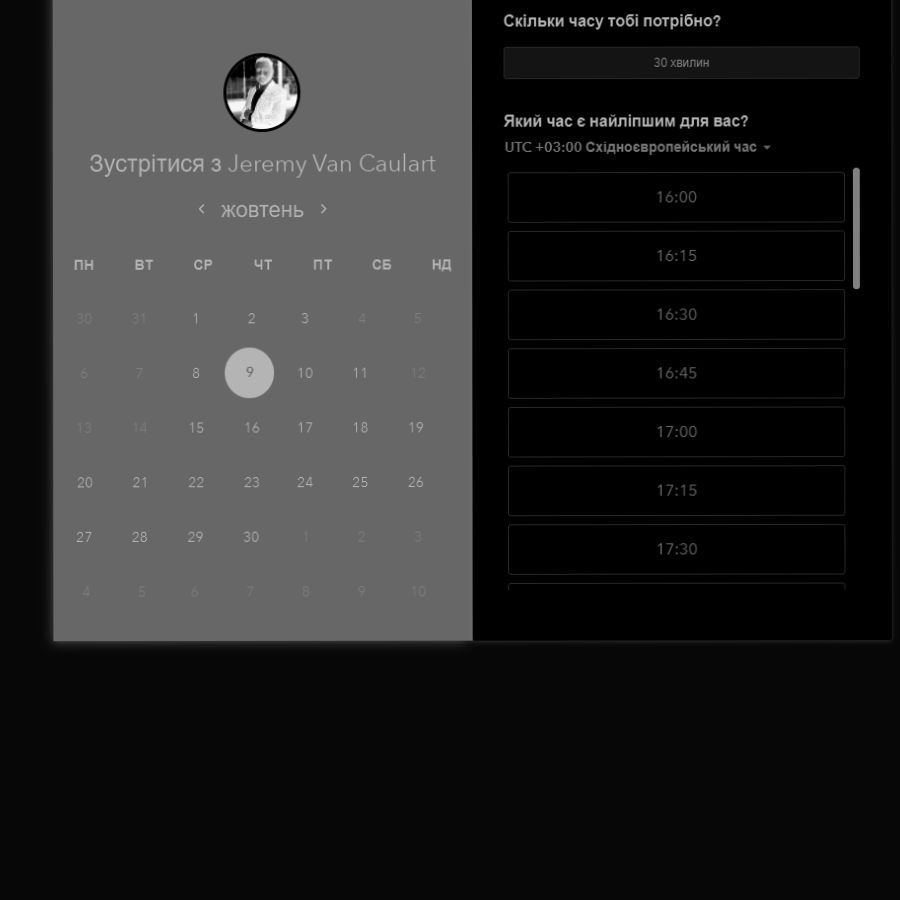 Зустрітися з Jeremy Van Caulart
жовтень
ПН ВТ СР ЧТ ПТ СБ НД
30 31 1 2 3 4 5
6 7 8 9 10 11 12
13 14 15 16 17 18 19
20 21 22 23 24 25 26
27 28 29 30 1 2 3
4 5 6 7 8 9 10
Скільки часу тобі потрібно?
30 хвилин
Який час є найліпшим для вас?
UTC +03:00 Східноєвропейський час
16:00
16:15
16:30
16:45
17:00
17:15
17:30